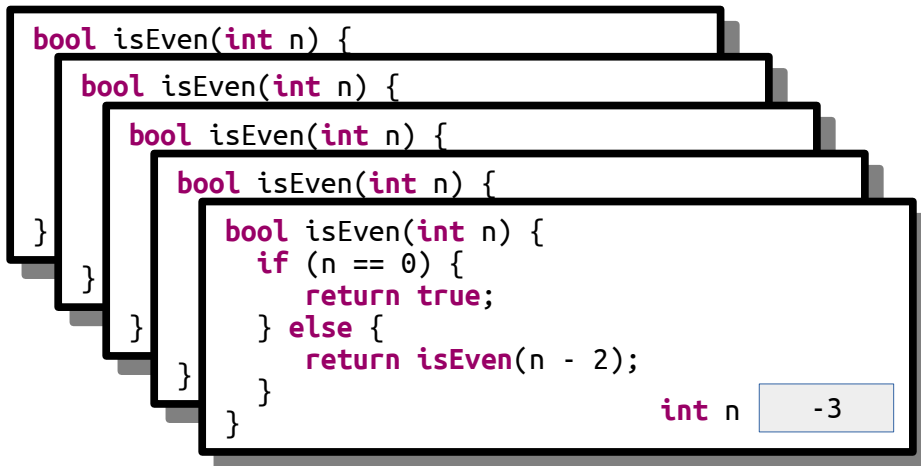 bool isEven(int n) {
bool isEven(int n) {
bool isEven(int n) {
bool isEven(int n) {
bool isEven(int n) {
if (n == 0) {
return true;
} else {
return isEven(n - 2);
}
}
int n -3
}
}
}
}